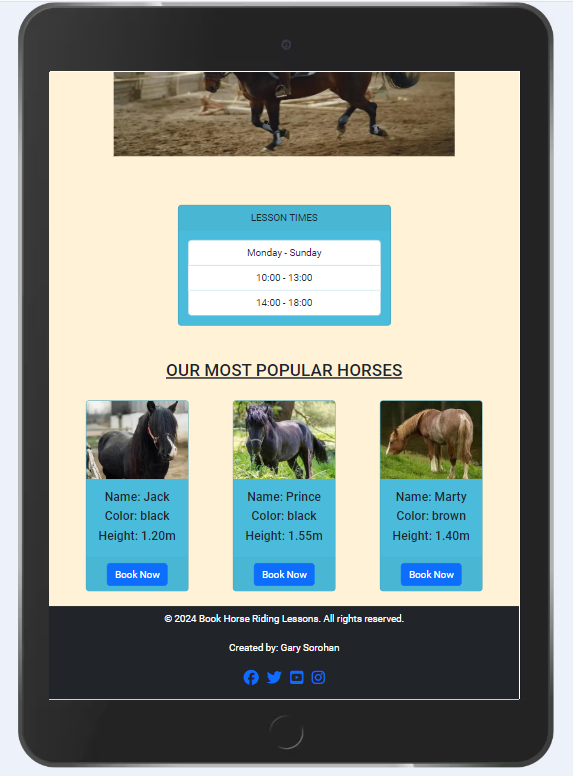 LESSON TIMES
Monday - Sunday
10:00 - 13:00
14:00 - 18:00
OUR MOST POPULAR HORSES
Name: Jack
Color: black
Height: 1.20m
Book Now
Name: Prince
Color: black
Height: 1.55m
Book Now
Name: Marty
Color: brown
Height: 1.40m
Book Now
© 2024 Book Horse Riding Lessons. All rights reserved.
Created by: Gary Sorohan